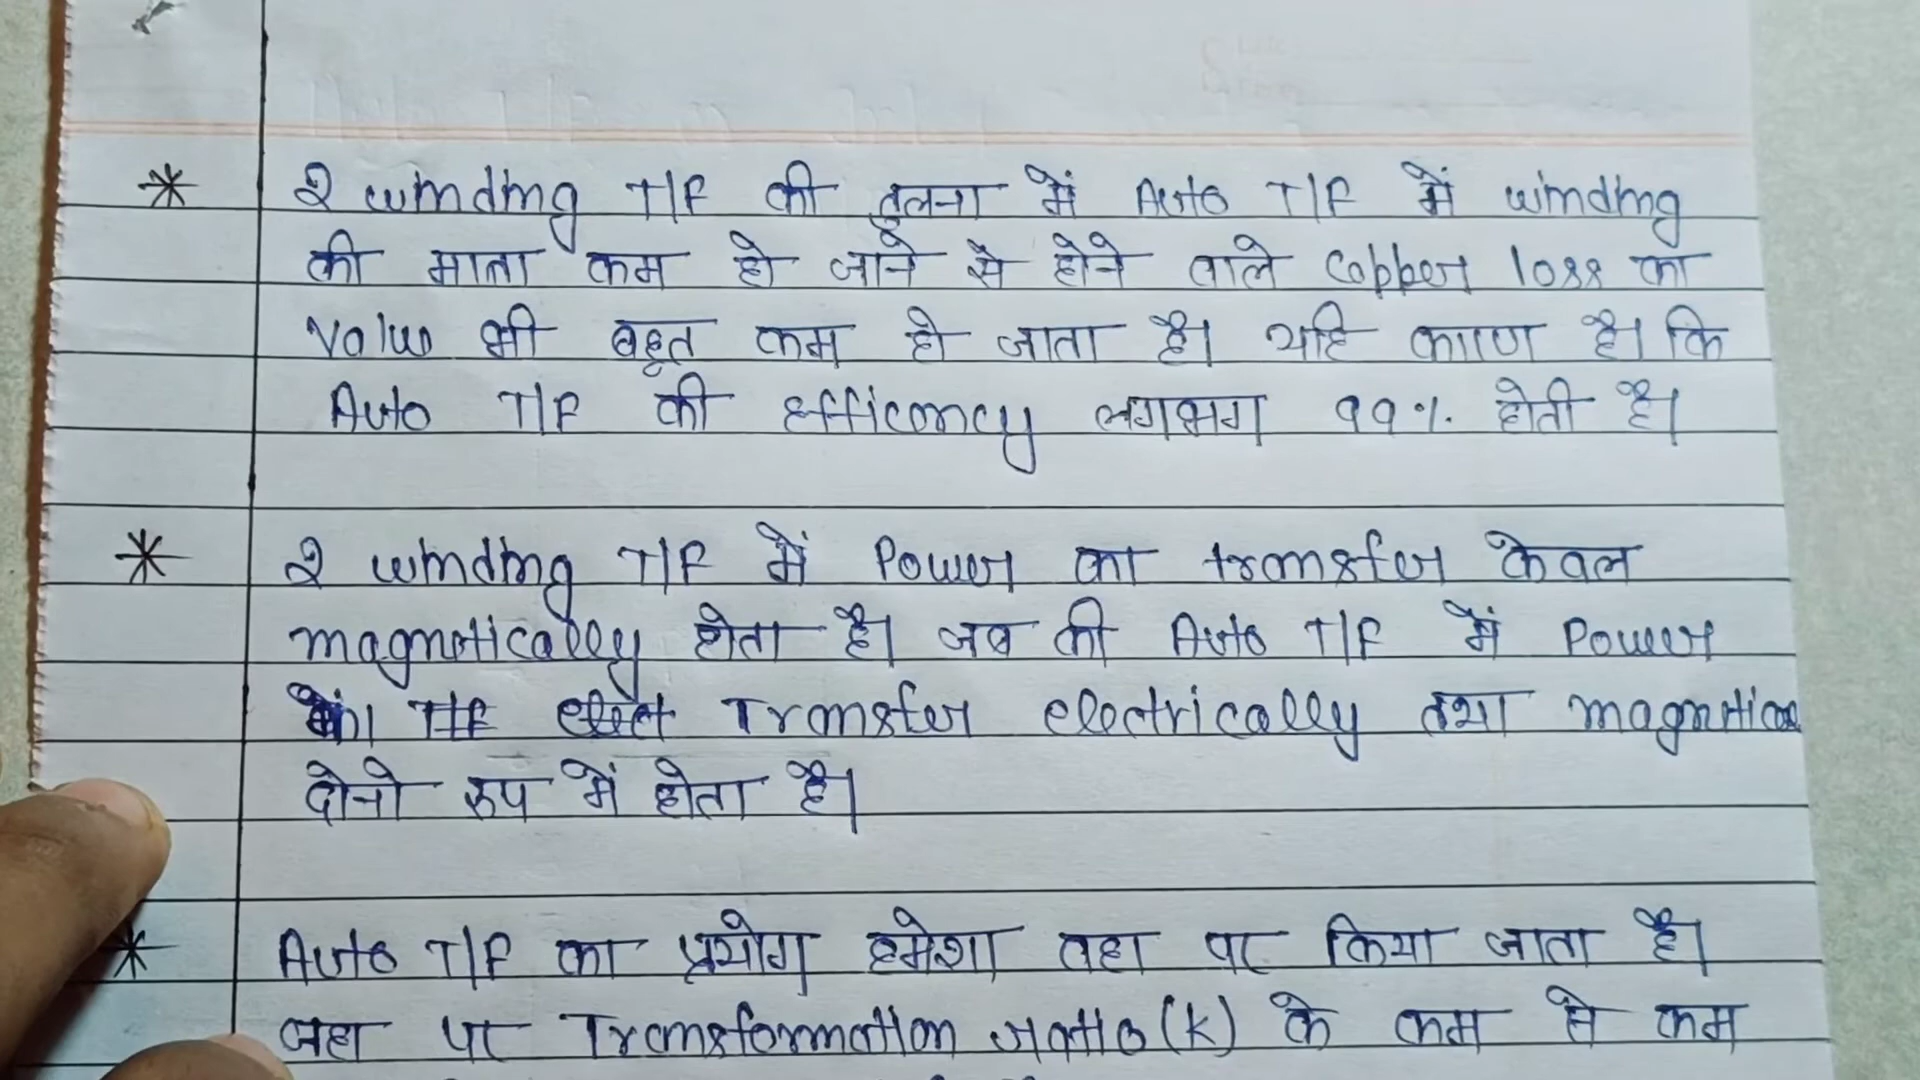 * 2 winding T/F की तुलना में Auto T/F में winding
की माता कम हो जाने से होने वाले Copper loss का
Value भी बहुत कम हो जाता है। यहि कारण है। कि
Auto T/F की Efficency लगभग 99%. होती है।
* 2 winding T/F में Power का transfer केवल
magnetically होता है। जब की Auto T/F में Power
का Transfer electrically तथा magnetica
दोनो रुप में होता है।
* Auto T/F का प्रयोग हमेशा वहा पर किया जाता है।
जहा पर Transformation ratio (k) के कम से कम